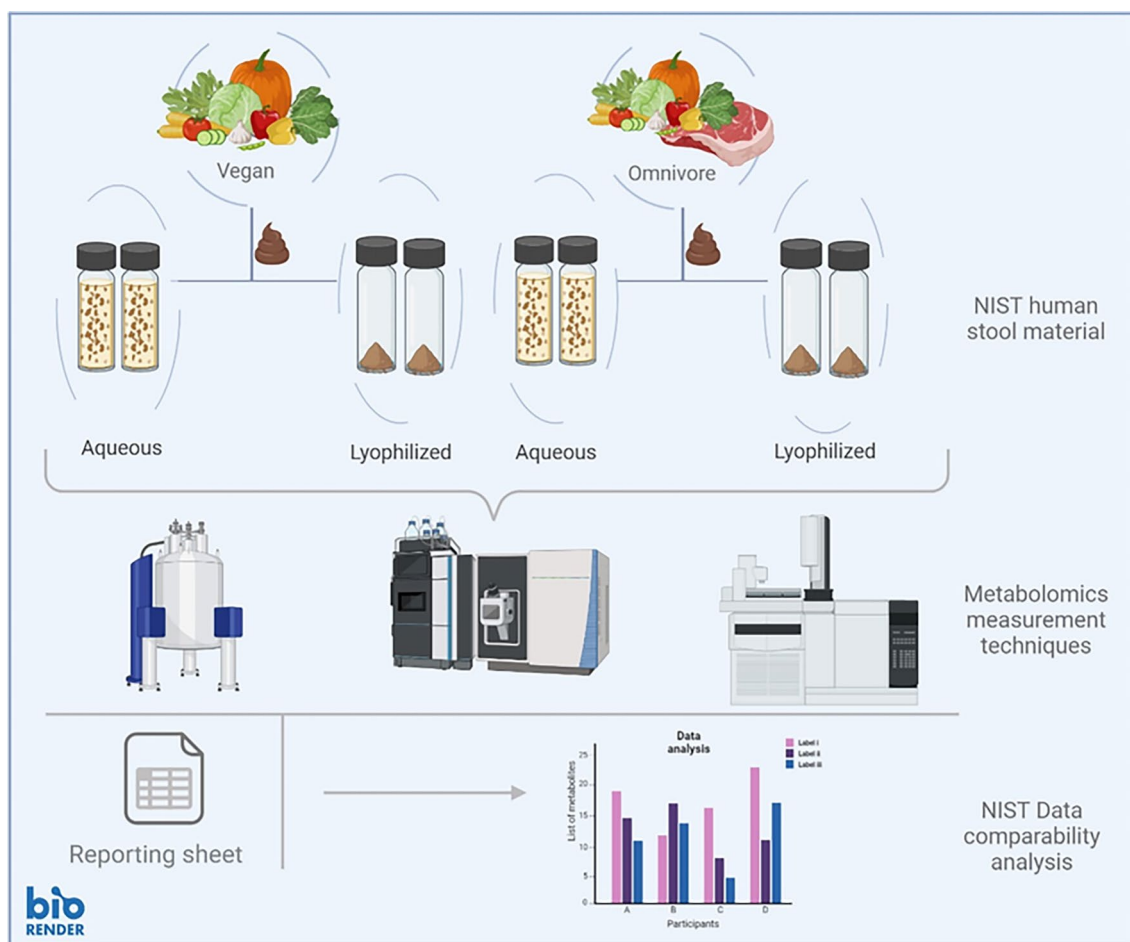 Vegan
Omnivore
NIST human
stool material
Aqueous
Lyophilized
Aqueous
Lyophilized
Metabolomics
measurement
techniques
Reporting sheet
Data
analysis
Label i
Label ii
Label iii
List of metabolites
25
20
15
10
5
0
A
B
C
D
Participants
NIST Data
comparability
analysis
bio
RENDER